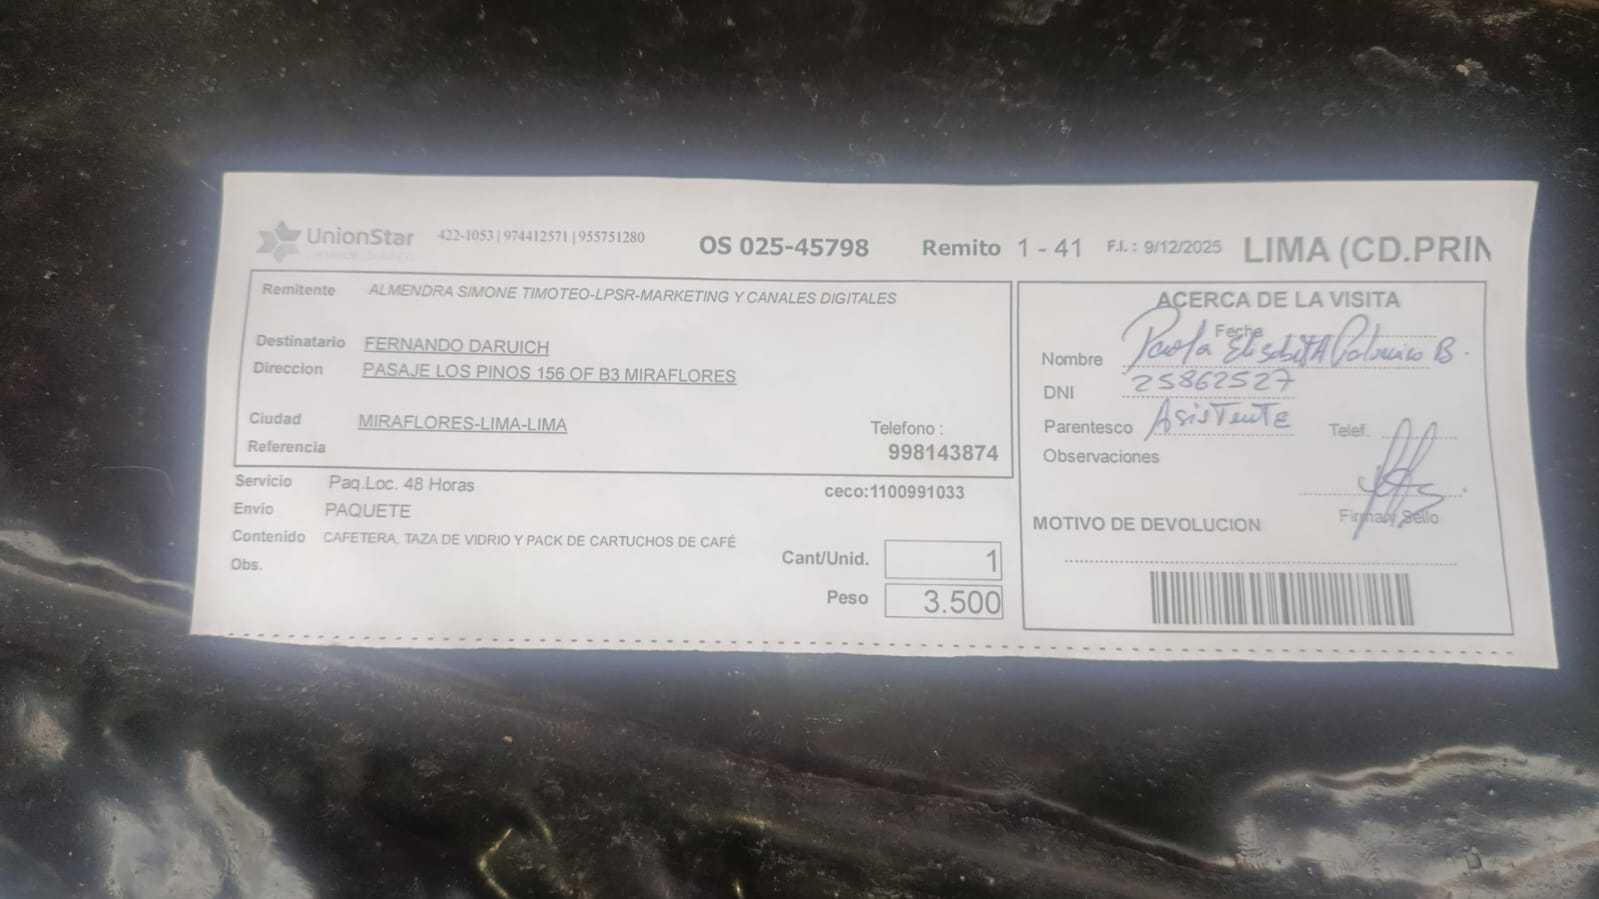 UnionStar 422-1053 | 974412571 | 955751280 OS 025-45798 Remito 1 - 41 F.I. : 9/12/2025 LIMA (CD.PRIN
Remitente ALMENDRA SIMONE TIMOTEO-LPSR-MARKETING Y CANALES DIGITALES
Destinatario FERNANDO DARUICH
Direccion PASAJE LOS PINOS 156 OF B3 MIRAFLORES
Ciudad MIRAFLORES-LIMA-LIMA
Telefono :
Referencia 998143874
Servicio Paq.Loc. 48 Horas ceco:1100991033
Envio PAQUETE
Contenido CAFETERA, TAZA DE VIDRIO Y PACK DE CARTUCHOS DE CAFÉ
Obs.
Cant/Unid. 1
Peso 3.500
ACERCA DE LA VISITA
Fecha
Nombre Paola Elisabeth B.
DNI 25862527
Parentesco Asistente Telef.
Observaciones
Firma y Sello
MOTIVO DE DEVOLUCION